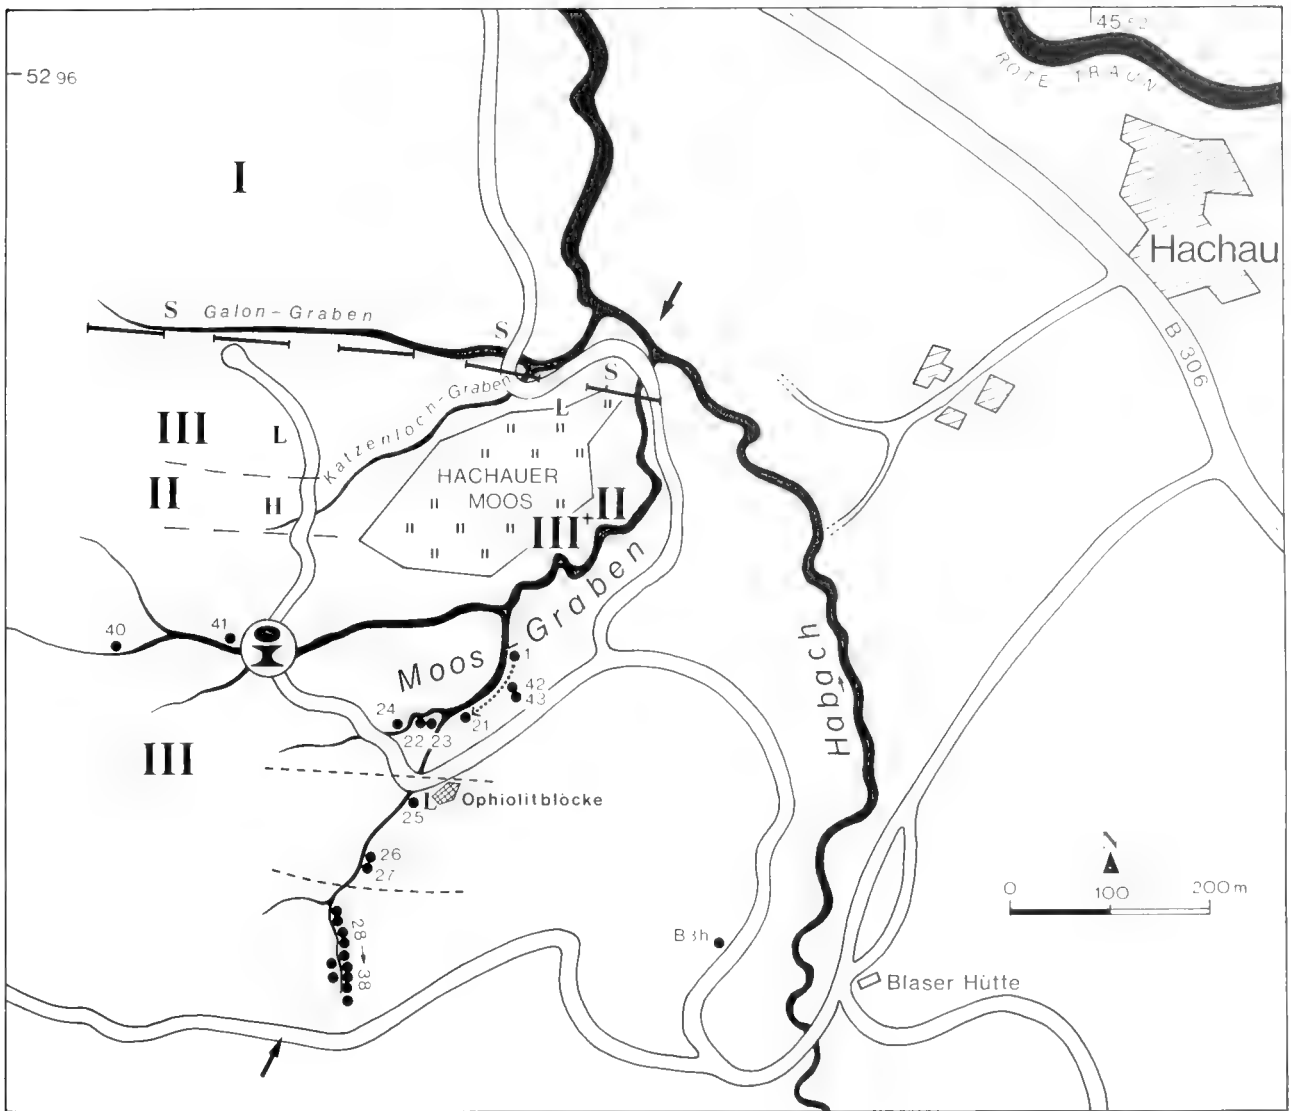 52 96
45
ROTE TRAUN
I
Hachau
S
Galon-Graben
S
B 306
S
Katzenloch-Graben
L
III
L
II
H
HACHAUER
MOOS
III + II
Moos - Graben
Habach
40
41
1
42
43
24
22
23
21
III
25
L
Ophiolitblöcke
26
27
28 → 38
B3h
N
0
100
200 m
Blaser Hütte